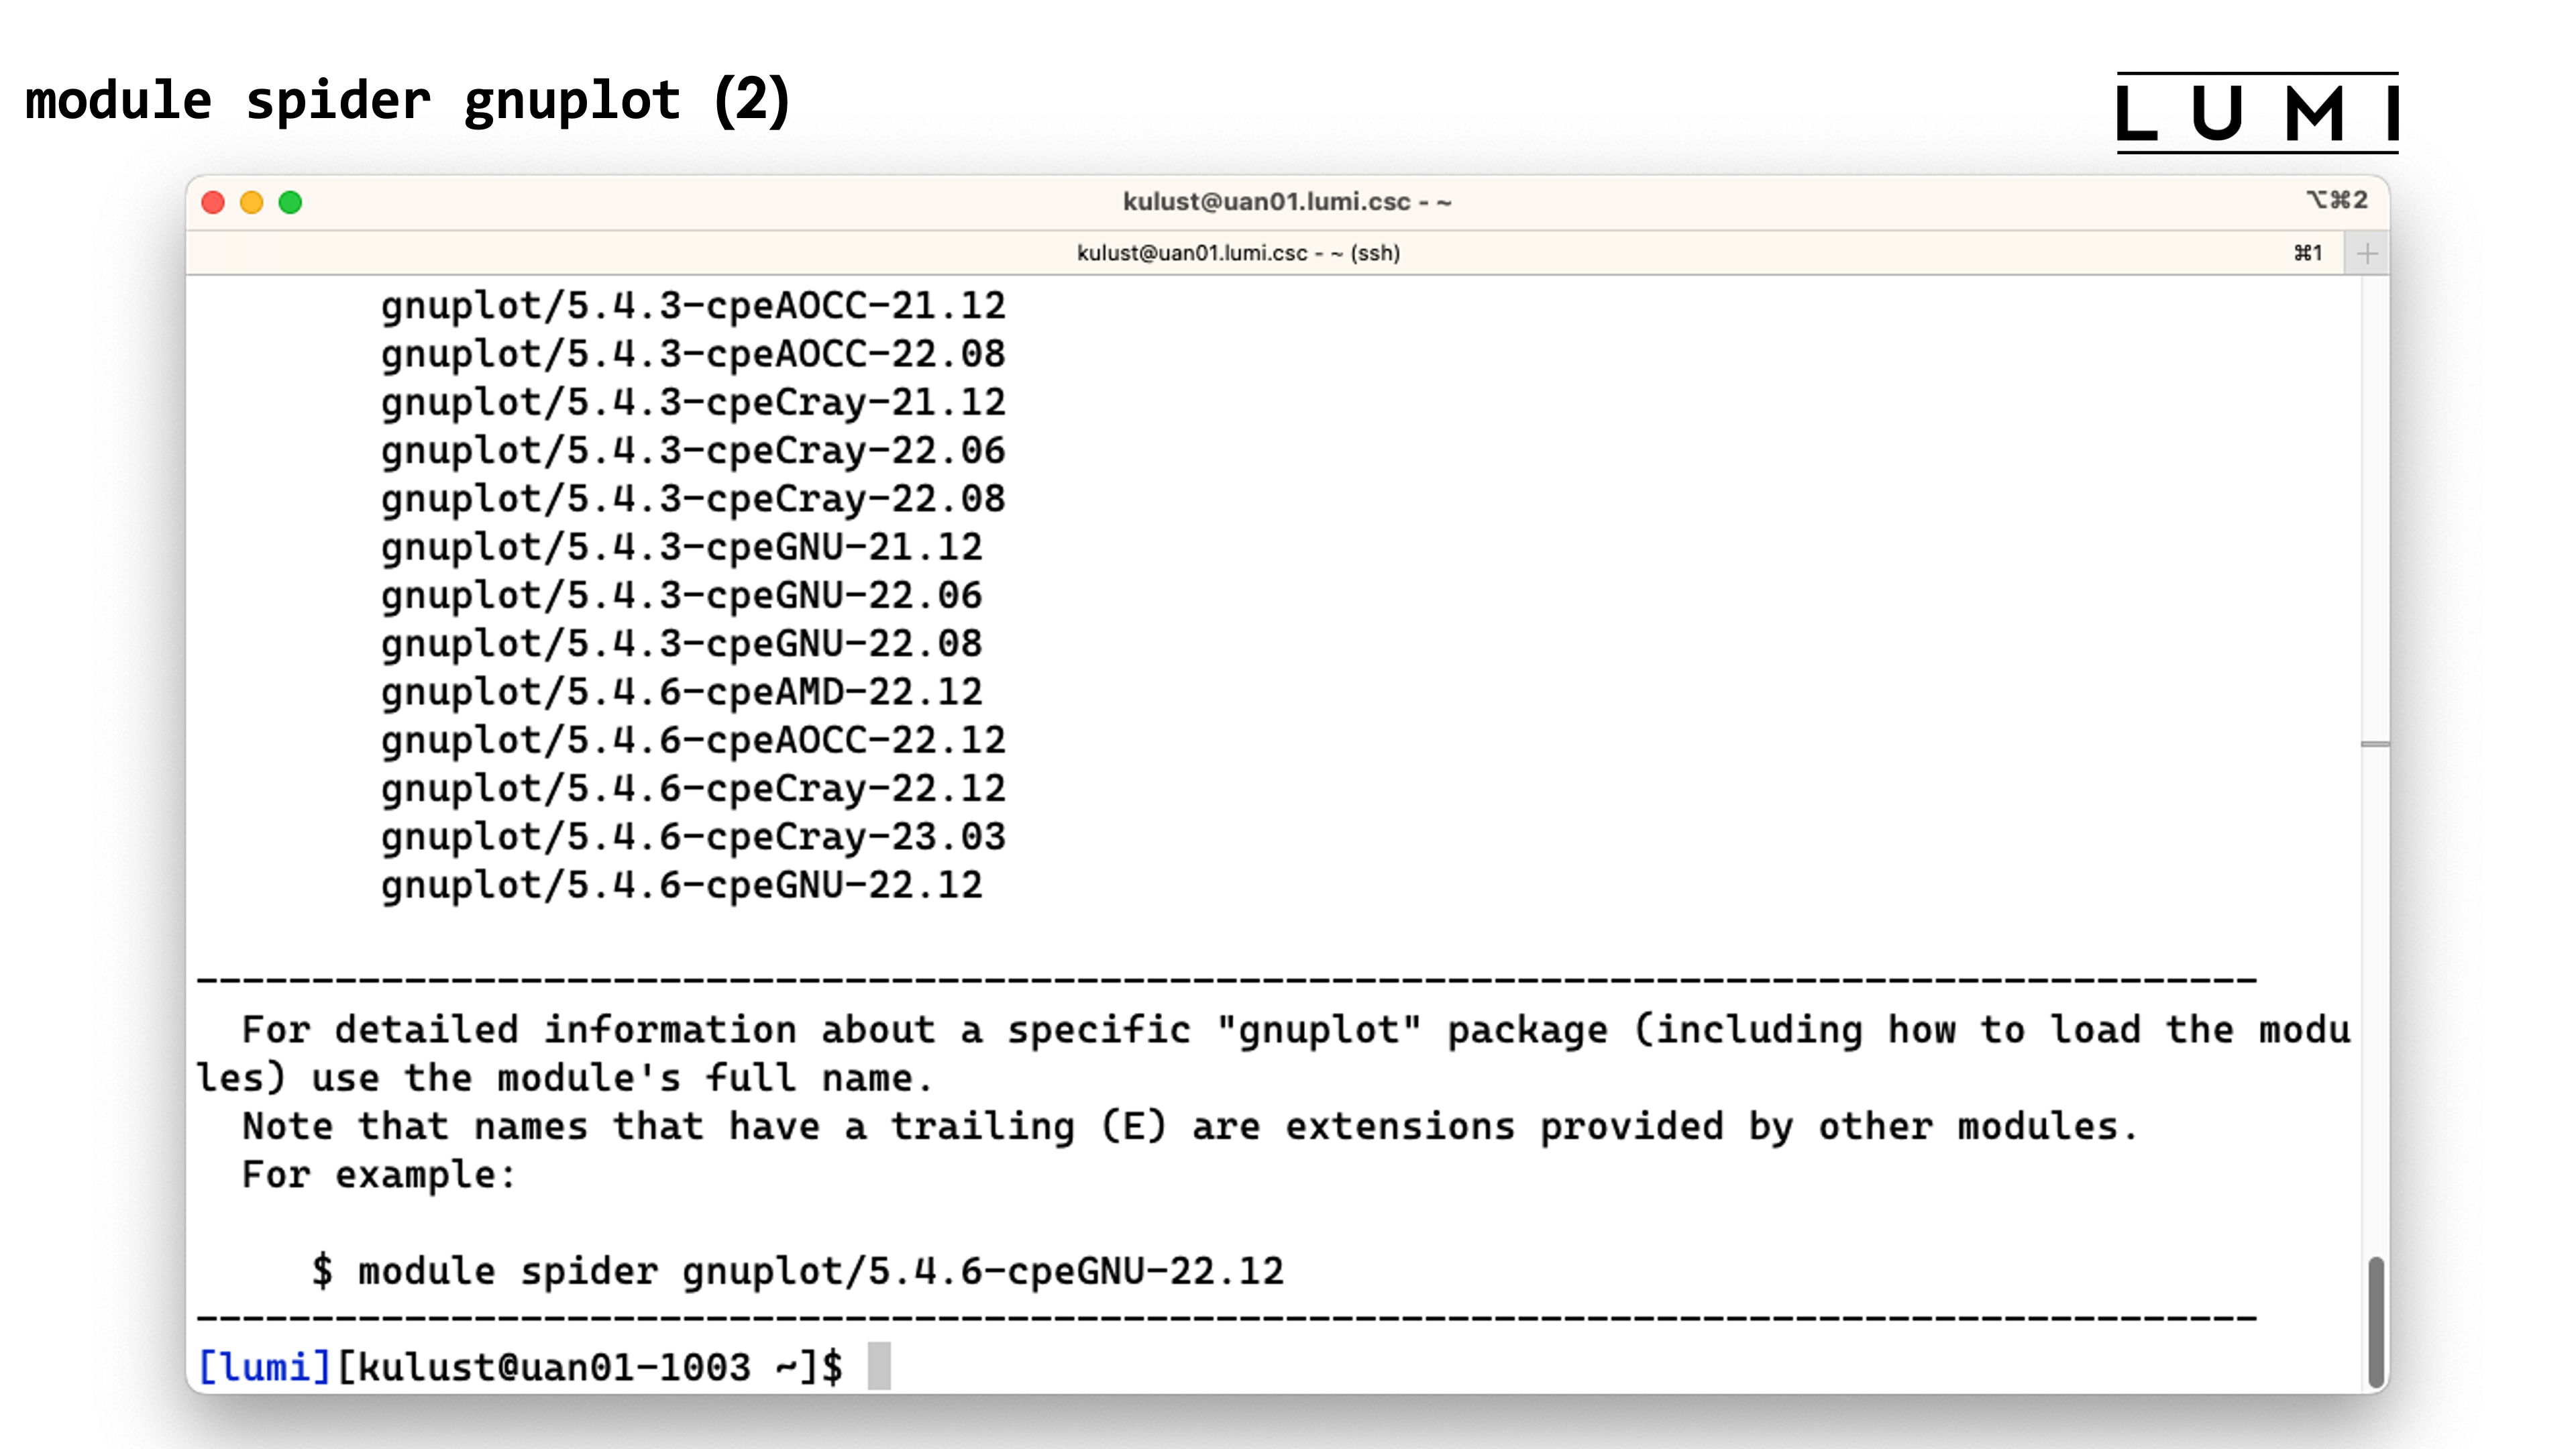 module spider gnuplot (2)
LUMI
kulust@uan01.lumi.csc - ~
⌥⌘2
kulust@uan01.lumi.csc - ~ (ssh)
⌘1
+
gnuplot/5.4.3-cpeAOCC-21.12
gnuplot/5.4.3-cpeAOCC-22.08
gnuplot/5.4.3-cpeCray-21.12
gnuplot/5.4.3-cpeCray-22.06
gnuplot/5.4.3-cpeCray-22.08
gnuplot/5.4.3-cpeGNU-21.12
gnuplot/5.4.3-cpeGNU-22.06
gnuplot/5.4.3-cpeGNU-22.08
gnuplot/5.4.6-cpeAMD-22.12
gnuplot/5.4.6-cpeAOCC-22.12
gnuplot/5.4.6-cpeCray-22.12
gnuplot/5.4.6-cpeCray-23.03
gnuplot/5.4.6-cpeGNU-22.12
-----------------------------------------------------------------------------------------
For detailed information about a specific "gnuplot" package (including how to load the modu
les) use the module's full name.
Note that names that have a trailing (E) are extensions provided by other modules.
For example:
$ module spider gnuplot/5.4.6-cpeGNU-22.12
-----------------------------------------------------------------------------------------
[lumi][kulust@uan01-1003 ~]$